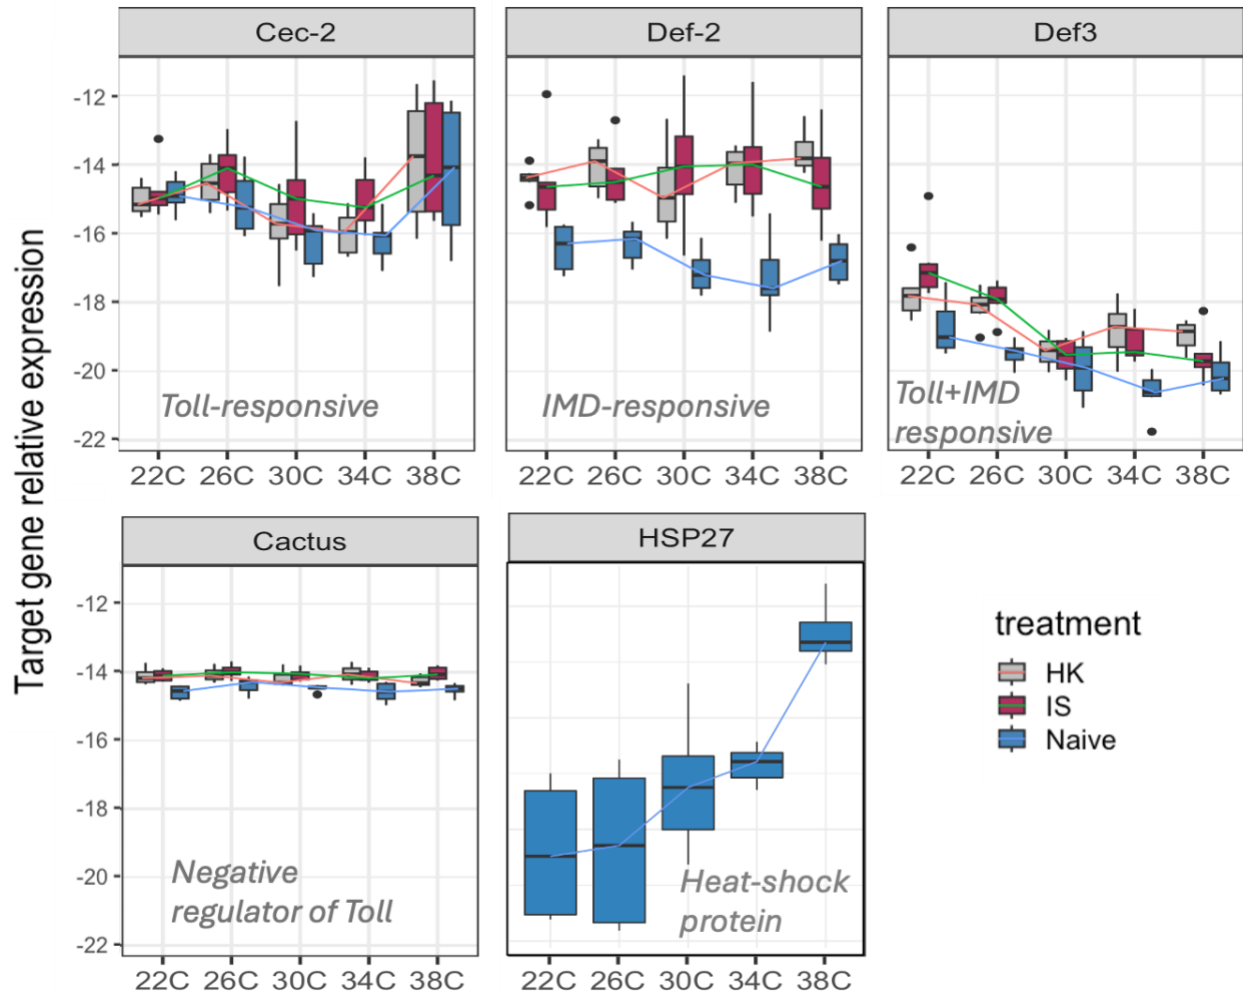 Cec-2
Def-2
Def3
Target gene relative expression
-12
-14
-16
-18
-20
-22
Toll-responsive
IMD-responsive
Toll+IMD
responsive
22C 26C 30C 34C 38C
22C 26C 30C 34C 38C
22C 26C 30C 34C 38C
Cactus
HSP27
-12
-14
-16
-18
-20
-22
Negative
regulator of Toll
Heat-shock
protein
22C 26C 30C 34C 38C
22C 26C 30C 34C 38C
treatment
HK
IS
Naive